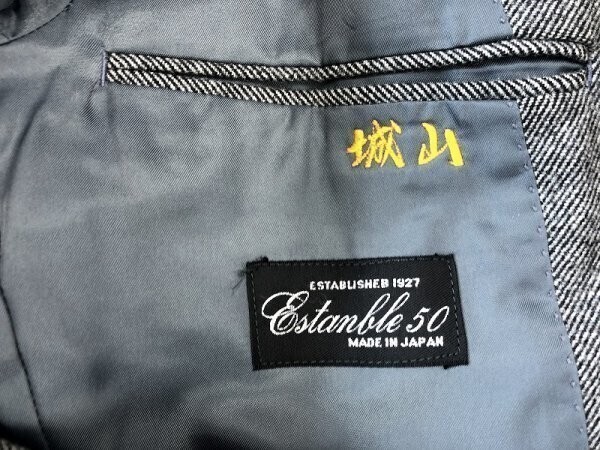 城山
ESTABLISHED 1927
Estanble 50
MADE IN JAPAN